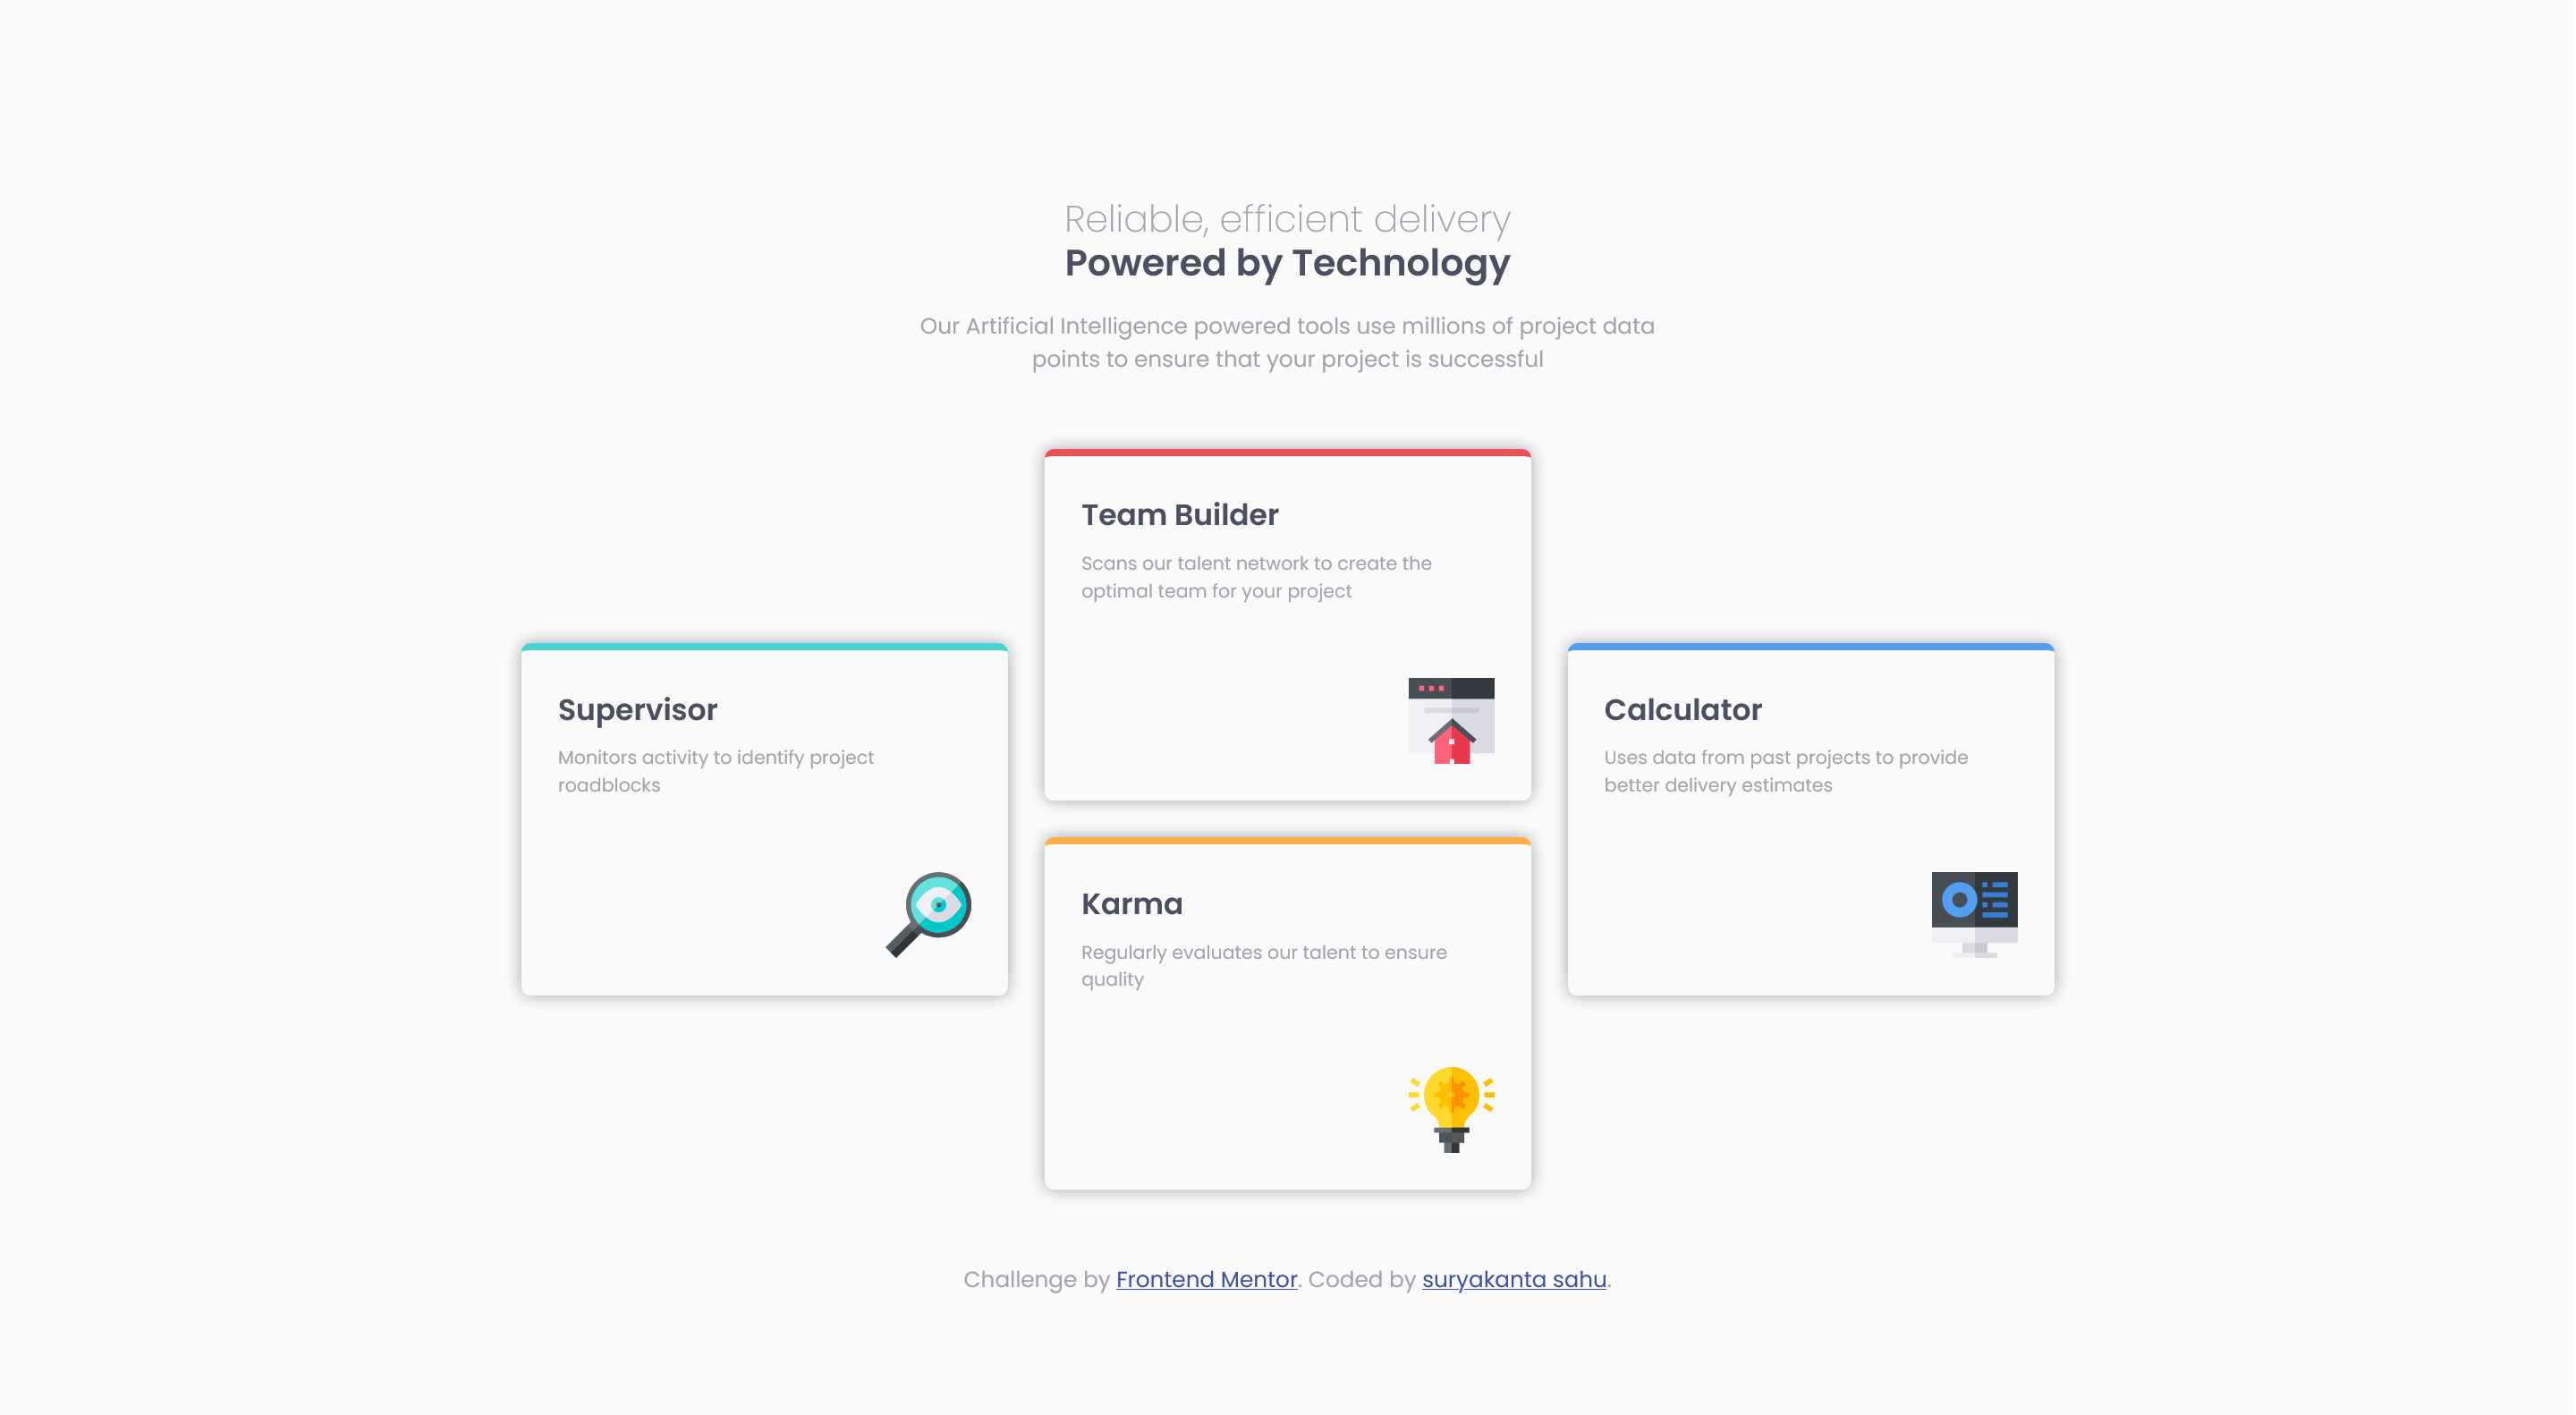 Reliable, efficient delivery
Powered by Technology
Our Artificial Intelligence powered tools use millions of project data
points to ensure that your project is successful
Supervisor
Monitors activity to identify project
roadblocks
Team Builder
Scans our talent network to create the
optimal team for your project
Karma
Regularly evaluates our talent to ensure
quality
Calculator
Uses data from past projects to provide
better delivery estimates
Challenge by Frontend Mentor. Coded by suryakanta sahu.